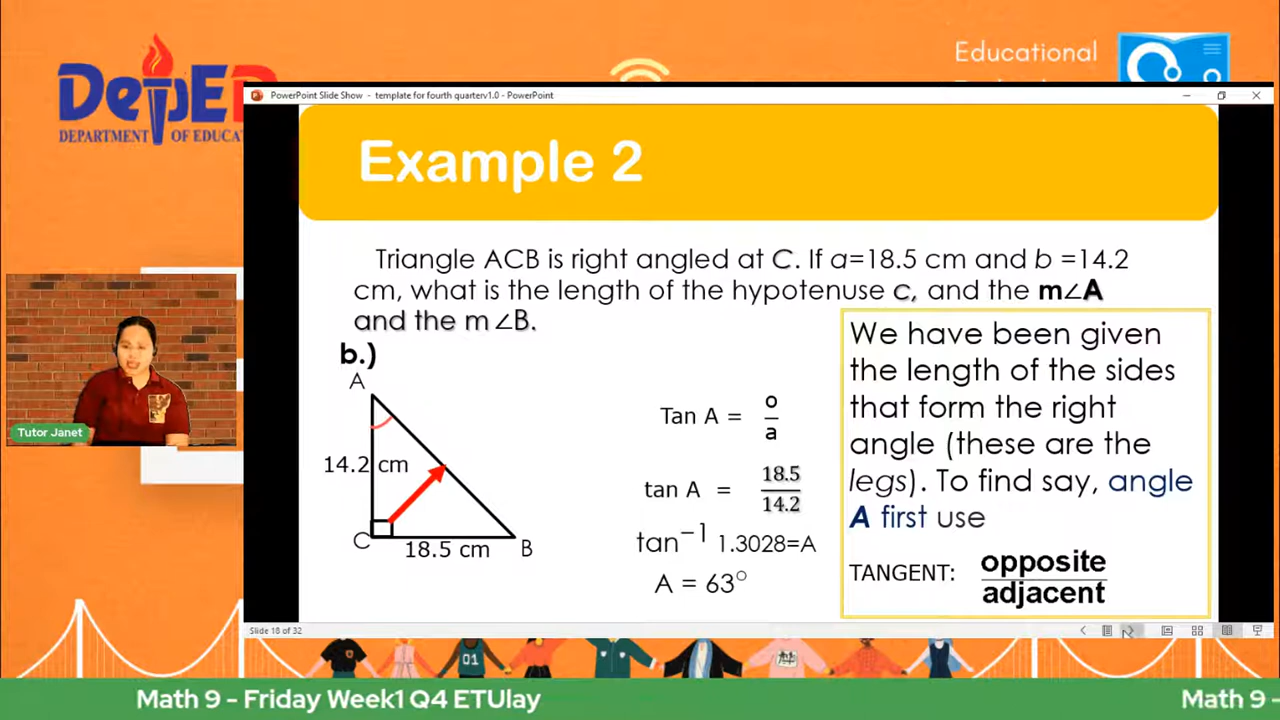 DepED
DEPARTMENT OF EDUCA
Educational
PowerPoint Slide Show - template for fourth quarterv1.0 - PowerPoint
Example 2
Triangle ACB is right angled at C. If a=18.5 cm and b =14.2
cm, what is the length of the hypotenuse c, and the m∠A
and the m∠B.
b.)
A
14.2 cm
C
18.5 cm
B
Tan A = o/a
tan A = 18.5/14.2
tan⁻¹ 1.3028=A
A = 63°
We have been given
the length of the sides
that form the right
angle (these are the
legs). To find say, angle
A first use
TANGENT: opposite/adjacent
Tutor Janet
Slide 18 of 32
01
Math 9 - Friday Week1 Q4 ETUlay
Math 9 -